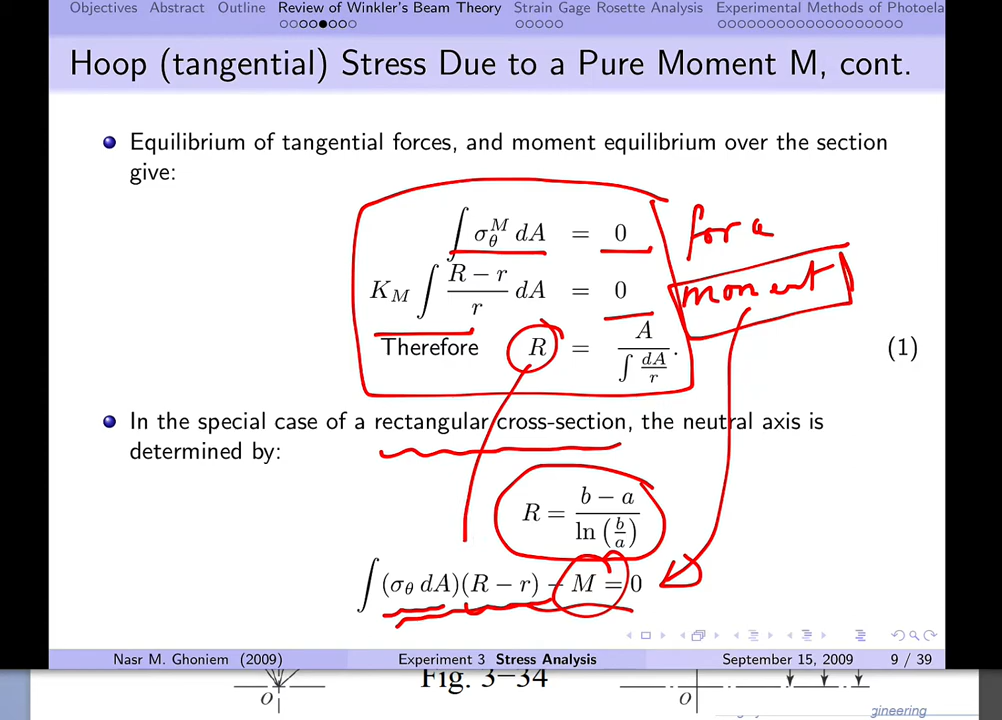 Objectives Abstract Outline Review of Winkler's Beam Theory Strain Gage Rosette Analysis Experimental Methods of Photoela
Hoop (tangential) Stress Due to a Pure Moment M, cont.
Equilibrium of tangential forces, and moment equilibrium over the section
give:
∫ σ_θ^M dA = 0
for a
K_M ∫ (R − r)/r dA = 0
moment
Therefore R = A / ∫ dA/r . (1)
In the special case of a rectangular cross-section, the neutral axis is
determined by:
R = (b − a) / ln (b/a)
∫ (σ_θ dA)(R − r) − M = 0
Nasr M. Ghoniem (2009) Experiment 3 Stress Analysis September 15, 2009 9 / 39
Fig. 3–34
O O
gineering